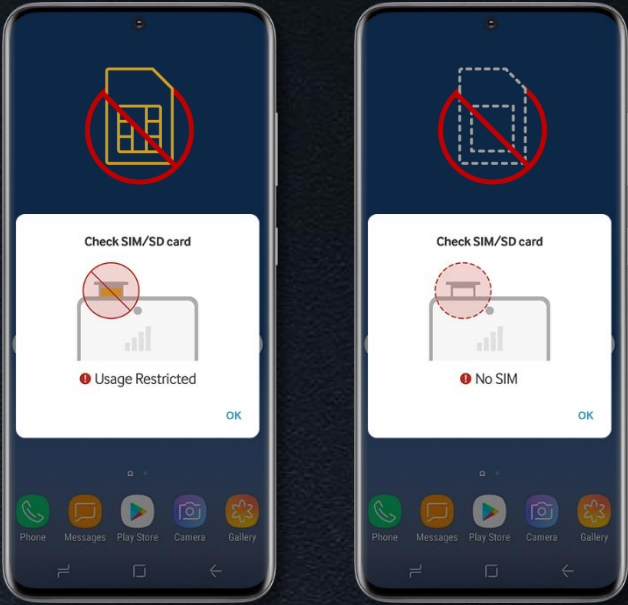 Check SIM/SD card
Usage Restricted
OK
Phone Messages Play Store Camera Gallery
Check SIM/SD card
No SIM
OK
Phone Messages Play Store Camera Gallery